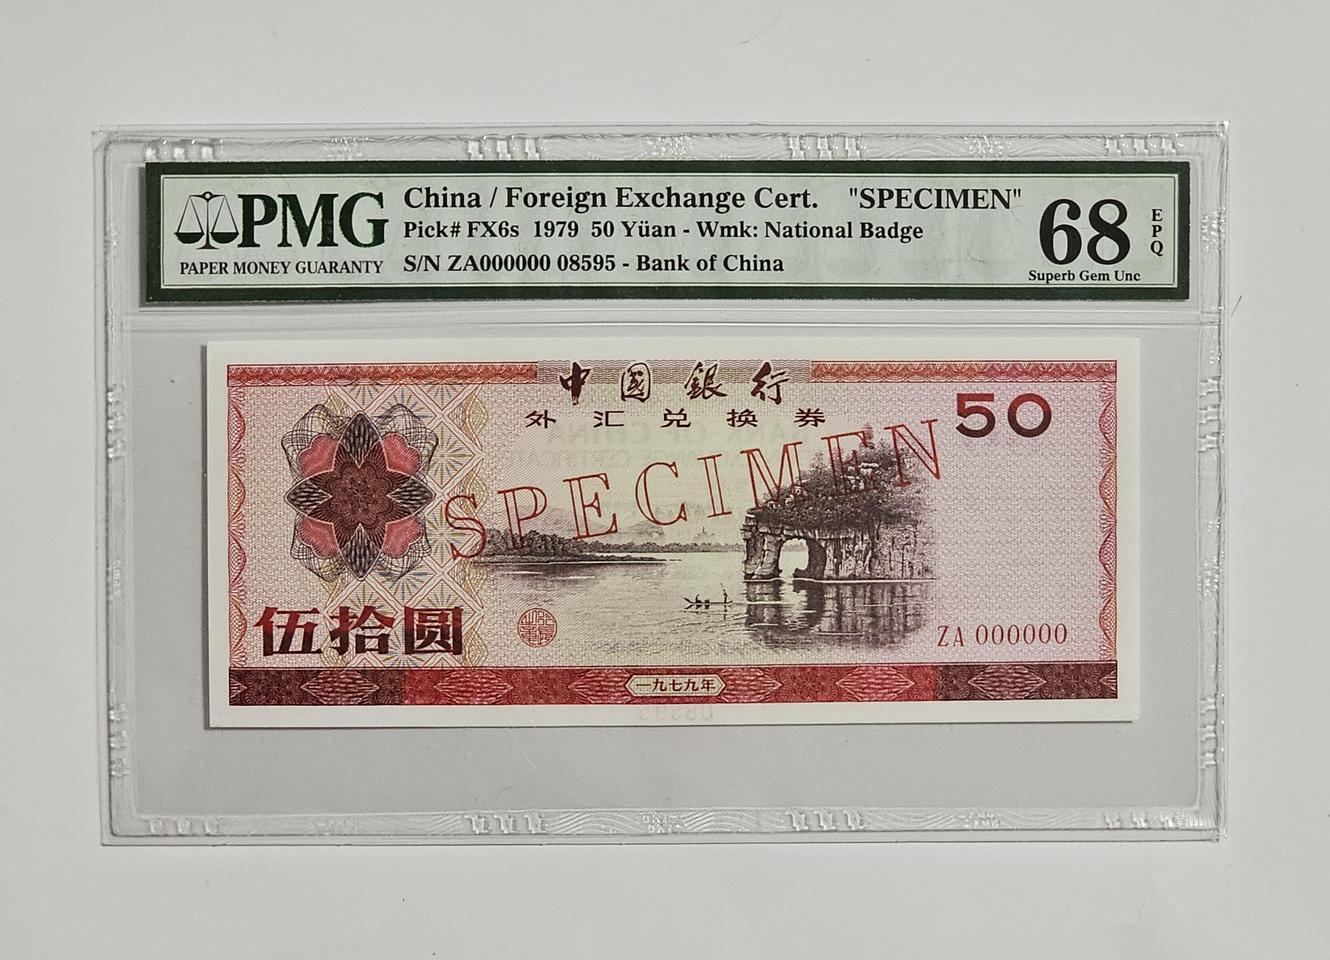 PMG
PAPER MONEY GUARANTY
China / Foreign Exchange Cert. "SPECIMEN"
Pick# FX6s 1979 50 Yüan - Wmk: National Badge
S/N ZA000000 08595 - Bank of China
68
EPQ
Superb Gem Unc
中國銀行
外汇兑换券
50
SPECIMEN
伍拾圆
ZA 000000
一九七九年